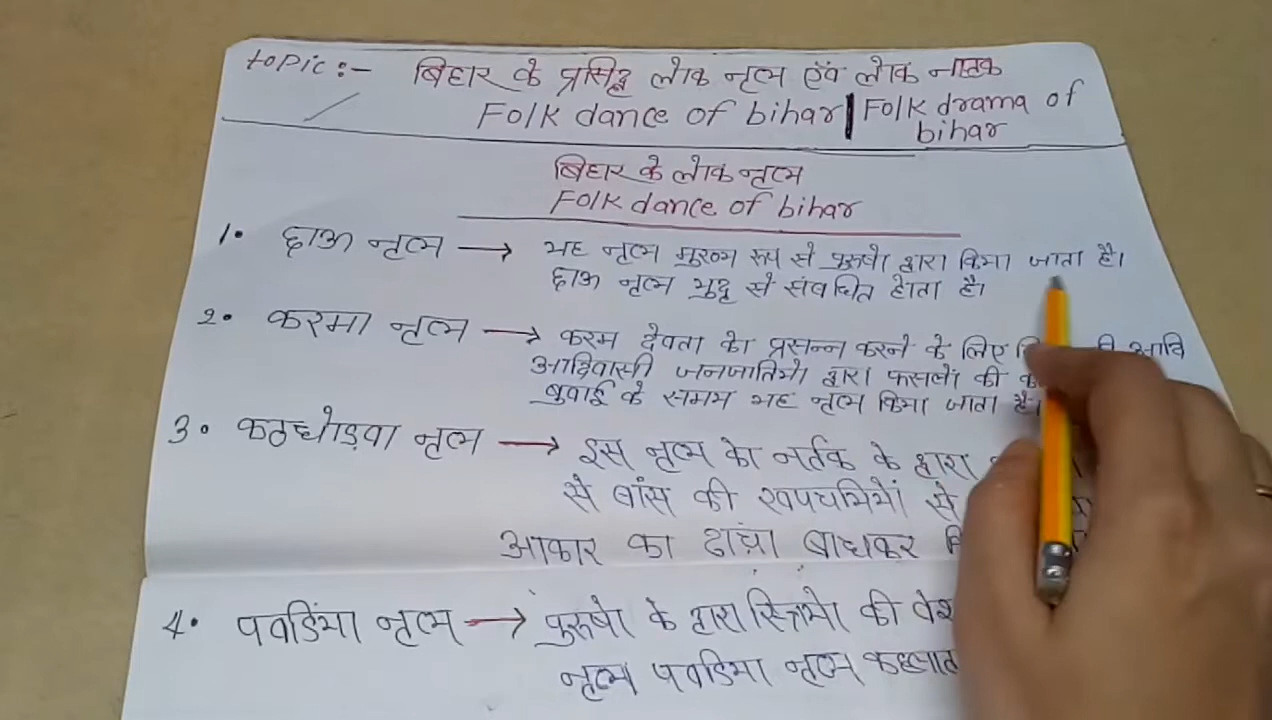 topic:- बिहार के प्रसिद्ध लोक नृत्य एवं लोक नाटक
Folk dance of bihar | Folk drama of bihar
बिहार के लोक नृत्य
Folk dance of bihar
1. छाऊ नृत्य → यह नृत्य मुख्य रूप से पुरुषो द्वारा किया जाता है।
छाऊ नृत्य युद्ध से संबधित होता है।
2. करमा नृत्य → करम देवता को प्रसन्न करने के लिए
आदिवासी जनजातियो द्वारा फसलों की
बुवाई के समय यह नृत्य किया जाता है।
3. कठघोड़वा नृत्य → इस नृत्य को नर्तक के द्वारा
से बांस की खपचयियों से
आकार का ढांचा बाधकर
4. पवडिया नृत्य → पुरुषो के द्वारा स्त्रियो की
नृत्य पवडिया नृत्य